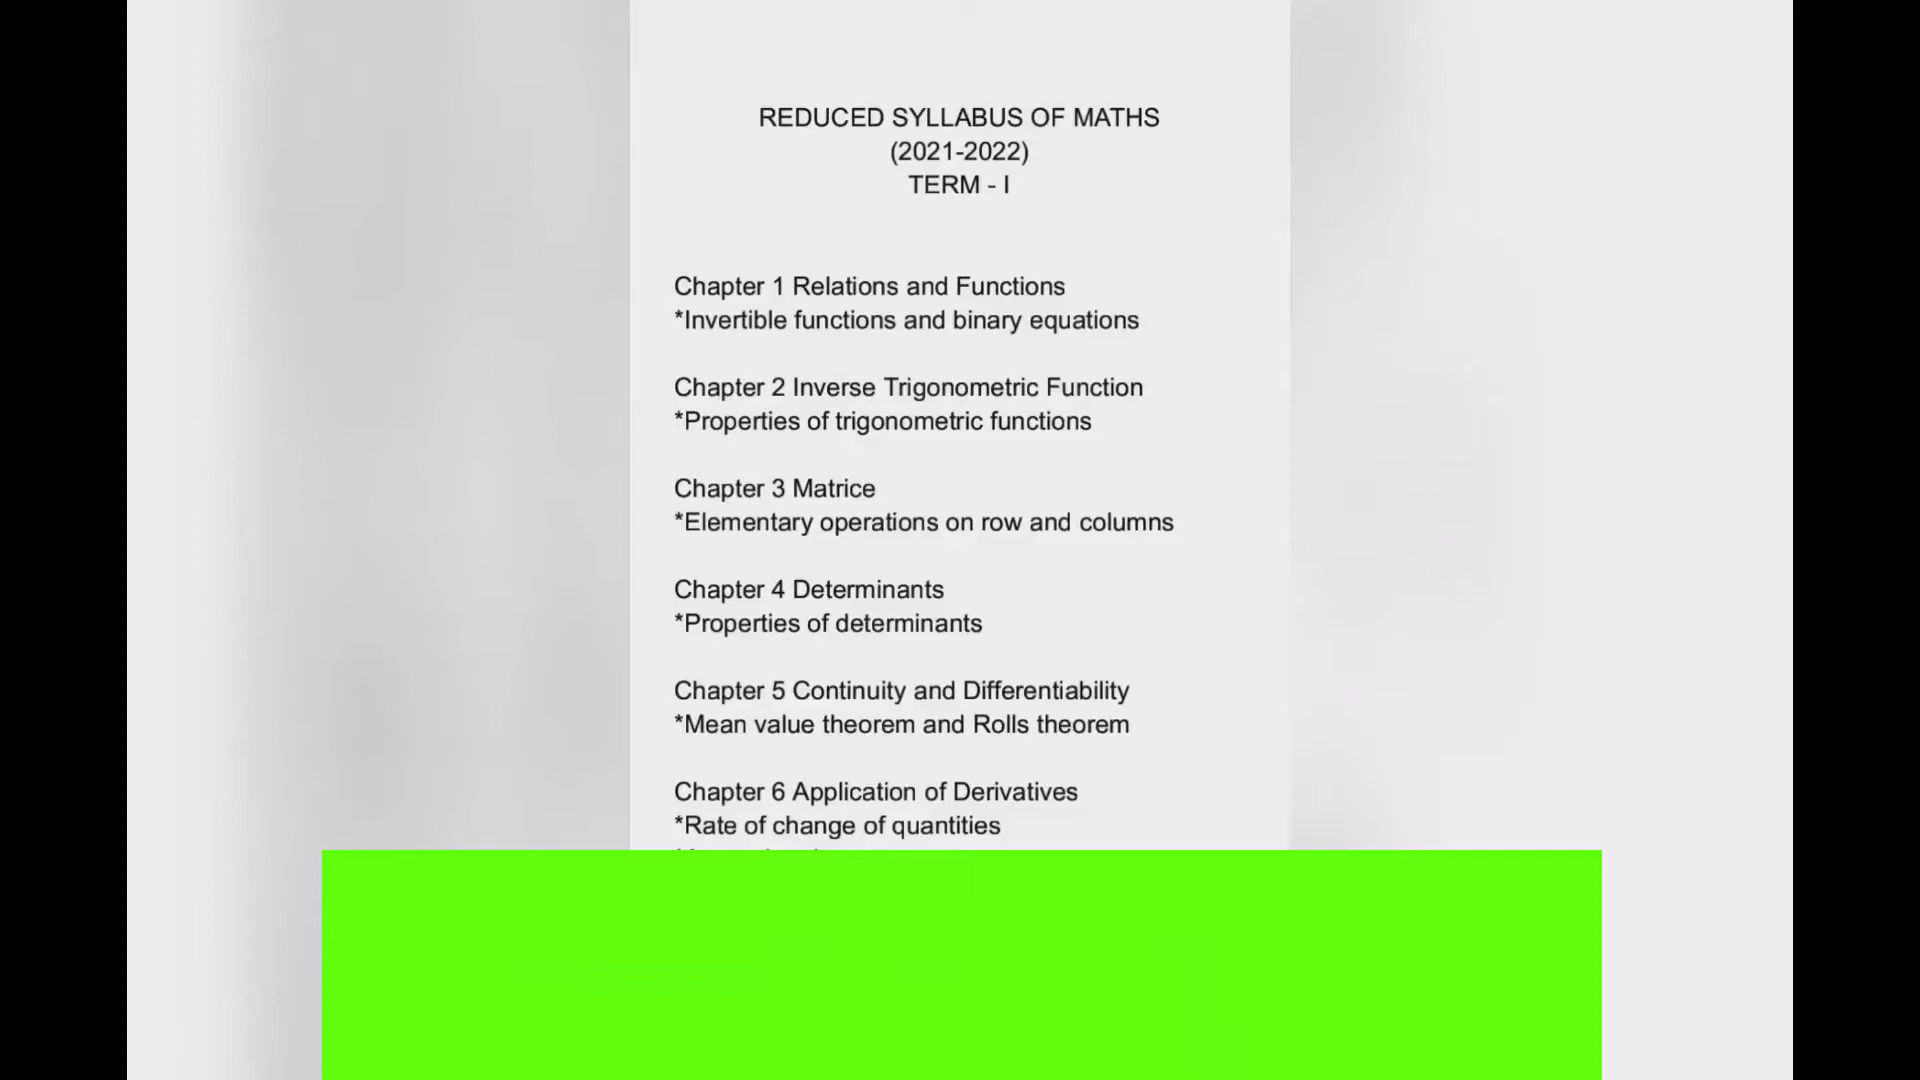 REDUCED SYLLABUS OF MATHS
(2021-2022)
TERM - I
Chapter 1 Relations and Functions
*Invertible functions and binary equations
Chapter 2 Inverse Trigonometric Function
*Properties of trigonometric functions
Chapter 3 Matrice
*Elementary operations on row and columns
Chapter 4 Determinants
*Properties of determinants
Chapter 5 Continuity and Differentiability
*Mean value theorem and Rolls theorem
Chapter 6 Application of Derivatives
*Rate of change of quantities